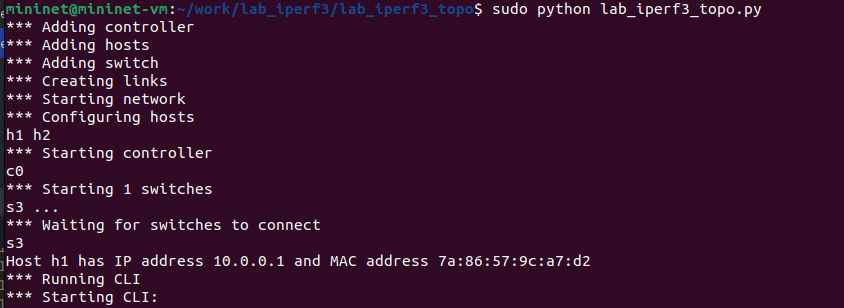 mininet@mininet-vm:~/work/lab_iperf3/lab_iperf3_topo$ sudo python lab_iperf3_topo.py
*** Adding controller
*** Adding hosts
*** Adding switch
*** Creating links
*** Starting network
*** Configuring hosts
h1 h2
*** Starting controller
c0
*** Starting 1 switches
s3 ...
*** Waiting for switches to connect
s3
Host h1 has IP address 10.0.0.1 and MAC address 7a:86:57:9c:a7:d2
*** Running CLI
*** Starting CLI: